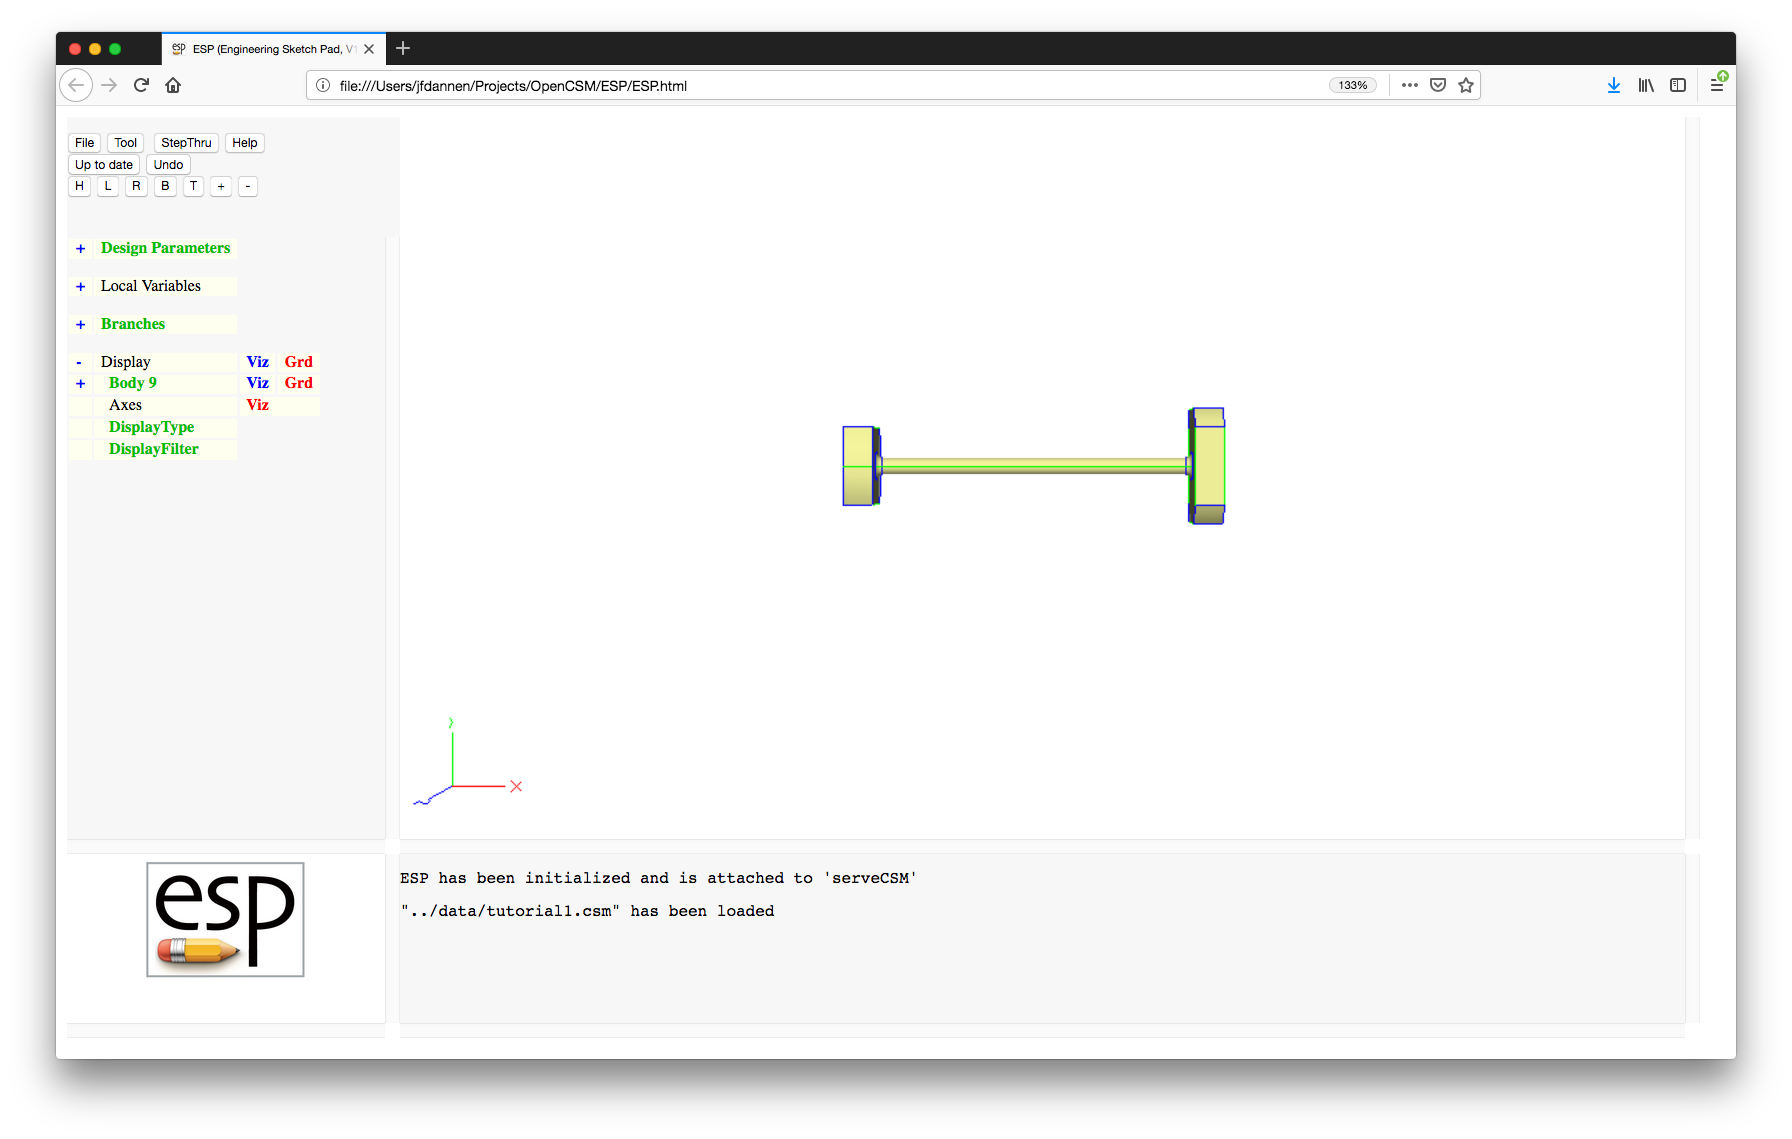 ESP (Engineering Sketch Pad, V1
file:///Users/jfdannen/Projects/OpenCSM/ESP/ESP.html 133%
File Tool StepThru Help
Up to date Undo
H L R B T + -
+ Design Parameters
+ Local Variables
+ Branches
- Display Viz Grd
+ Body 9 Viz Grd
Axes Viz
DisplayType
DisplayFilter
Y
X
Z
ESP has been initialized and is attached to 'serveCSM'
"../data/tutorial1.csm" has been loaded
esp